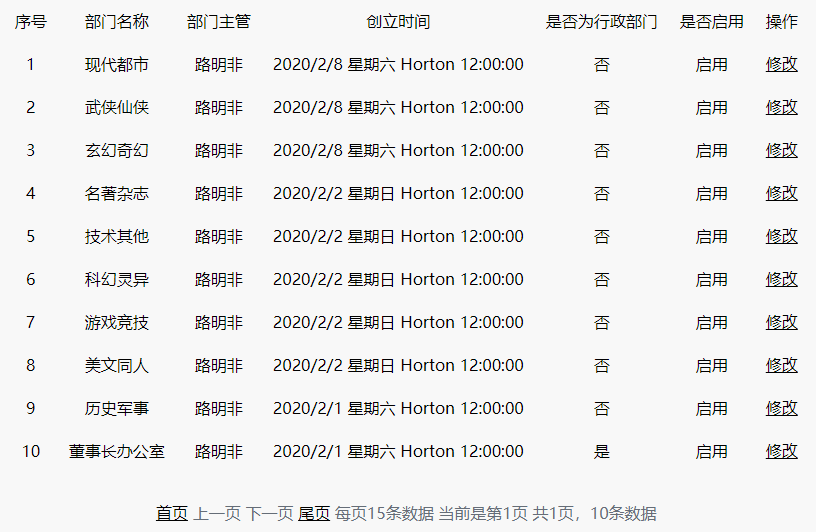 序号 部门名称 部门主管 创立时间 是否为行政部门 是否启用 操作
1 现代都市 路明非 2020/2/8 星期六 Horton 12:00:00 否 启用 修改
2 武侠仙侠 路明非 2020/2/8 星期六 Horton 12:00:00 否 启用 修改
3 玄幻奇幻 路明非 2020/2/8 星期六 Horton 12:00:00 否 启用 修改
4 名著杂志 路明非 2020/2/2 星期日 Horton 12:00:00 否 启用 修改
5 技术其他 路明非 2020/2/2 星期日 Horton 12:00:00 否 启用 修改
6 科幻灵异 路明非 2020/2/2 星期日 Horton 12:00:00 否 启用 修改
7 游戏竞技 路明非 2020/2/2 星期日 Horton 12:00:00 否 启用 修改
8 美文同人 路明非 2020/2/2 星期日 Horton 12:00:00 否 启用 修改
9 历史军事 路明非 2020/2/1 星期六 Horton 12:00:00 否 启用 修改
10 董事长办公室 路明非 2020/2/1 星期六 Horton 12:00:00 是 启用 修改
首页 上一页 下一页 尾页 每页15条数据 当前是第1页 共1页，10条数据